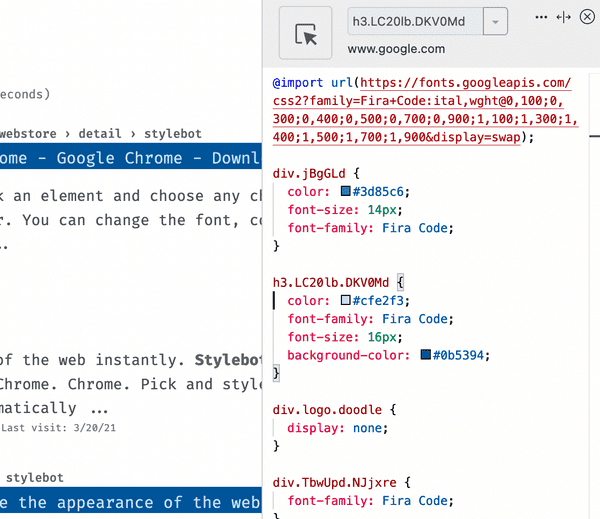 econds)
webstore › detail › stylebot
ome - Google Chrome - Downl
k an element and choose any ch
r. You can change the font, co
..
of the web instantly. Stylebot
Chrome. Chrome. Pick and style
matically ...
Last visit: 3/20/21
stylebot
e the appearance of the web
h3.LC20lb.DKV0Md
www.google.com
@import url(https://fonts.googleapis.com/
css2?family=Fira+Code:ital,wght@0,100;0,
300;0,400;0,500;0,700;0,900;1,100;1,300;1,
400;1,500;1,700;1,900&display=swap);
div.jBgGLd {
color: #3d85c6;
font-size: 14px;
font-family: Fira Code;
}
h3.LC20lb.DKV0Md {
color: #cfe2f3;
font-family: Fira Code;
font-size: 16px;
background-color: #0b5394;
}
div.logo.doodle {
display: none;
}
div.TbwUpd.NJjxre {
font-family: Fira Code;
}